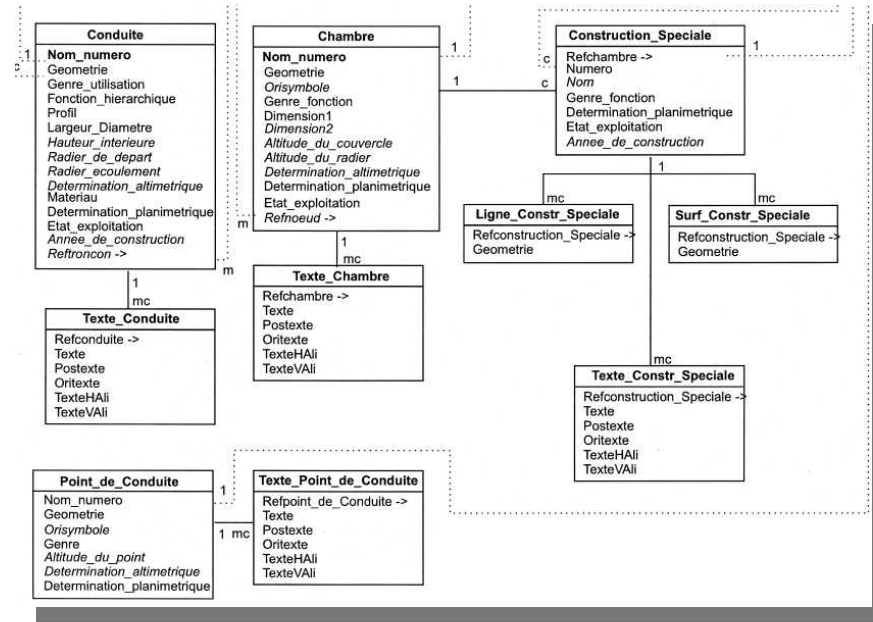 Conduite
1
c
Nom_numero
Geometrie
Genre_utilisation
Fonction_hierarchique
Profil
Largeur_Diametre
Hauteur_interieure
Radier_de_depart
Radier_ecoulement
Determination_altimetrique
Materiau
Determination_planimetrique
Etat_exploitation
Annee_de_construction
Reftroncon ->
m
1
mc
Texte_Conduite
Refconduite ->
Texte
Postexte
Oritexte
TexteHAli
TexteVAli
Chambre
1
Nom_numero
Geometrie
Orisymbole
Genre_fonction
Dimension1
Dimension2
Altitude_du_couvercle
Altitude_du_radier
Determination_altimetrique
Determination_planimetrique
Etat_exploitation
Refnoeud ->
m
1
c
1
mc
Texte_Chambre
Refchambre ->
Texte
Postexte
Oritexte
TexteHAli
TexteVAli
Construction_Speciale
1
c
Refchambre ->
Numero
Nom
Genre_fonction
Determination_planimetrique
Etat_exploitation
Annee_de_construction
1
mc
mc
Ligne_Constr_Speciale
Refconstruction_Speciale ->
Geometrie
Surf_Constr_Speciale
Refconstruction_Speciale ->
Geometrie
mc
Texte_Constr_Speciale
Refconstruction_Speciale ->
Texte
Postexte
Oritexte
TexteHAli
TexteVAli
Point_de_Conduite
1
Nom_numero
Geometrie
Orisymbole
Genre
Altitude_du_point
Determination_altimetrique
Determination_planimetrique
1 mc
Texte_Point_de_Conduite
Refpoint_de_Conduite ->
Texte
Postexte
Oritexte
TexteHAli
TexteVAli